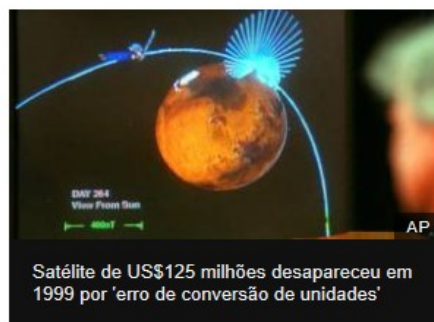 DAY 264
View From Sun
AP
Satélite de US$125 milhões desapareceu em
1999 por 'erro de conversão de unidades'